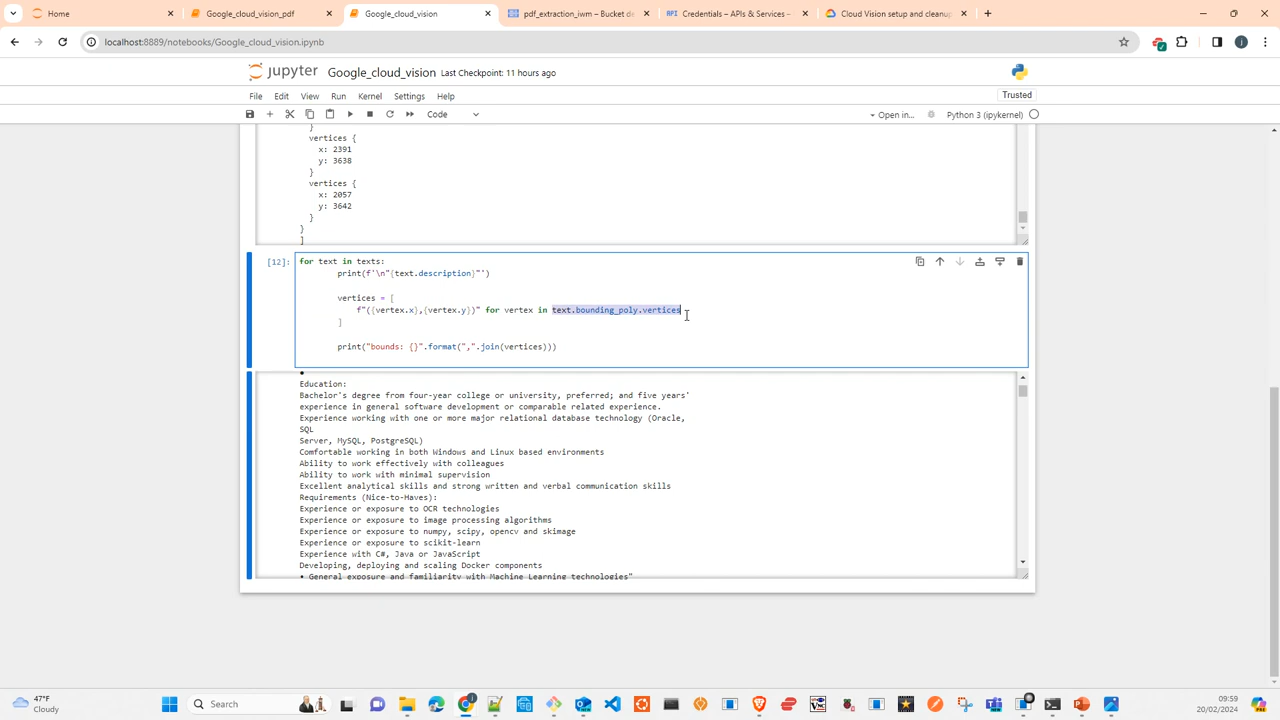 Home
Google_cloud_vision_pdf
Google_cloud_vision
pdf_extraction_iwm – Bucket de
API Credentials – APIs & Services –
Cloud Vision setup and cleanup
localhost:8889/notebooks/Google_cloud_vision.ipynb
jupyter Google_cloud_vision Last Checkpoint: 11 hours ago
File Edit View Run Kernel Settings Help
Trusted
Code
Open in...
Python 3 (ipykernel)
}
vertices {
x: 2391
y: 3638
}
vertices {
x: 2057
y: 3642
}
}
]
[12]: for text in texts:
print(f'\n"{text.description}"')
vertices = [
f"({vertex.x},{vertex.y})" for vertex in text.bounding_poly.vertices
]
print("bounds: {}".format(",".join(vertices)))
•
Education:
Bachelor's degree from four-year college or university, preferred; and five years'
experience in general software development or comparable related experience.
Experience working with one or more major relational database technology (Oracle,
SQL
Server, MySQL, PostgreSQL)
Comfortable working in both Windows and Linux based environments
Ability to work effectively with colleagues
Ability to work with minimal supervision
Excellent analytical skills and strong written and verbal communication skills
Requirements (Nice-to-Haves):
Experience or exposure to OCR technologies
Experience or exposure to image processing algorithms
Experience or exposure to numpy, scipy, opencv and skimage
Experience or exposure to scikit-learn
Experience with C#, Java or JavaScript
Developing, deploying and scaling Docker components
• General exposure and familiarity with Machine Learning technologies"
47°F
Cloudy
Search
09:59
20/02/2024